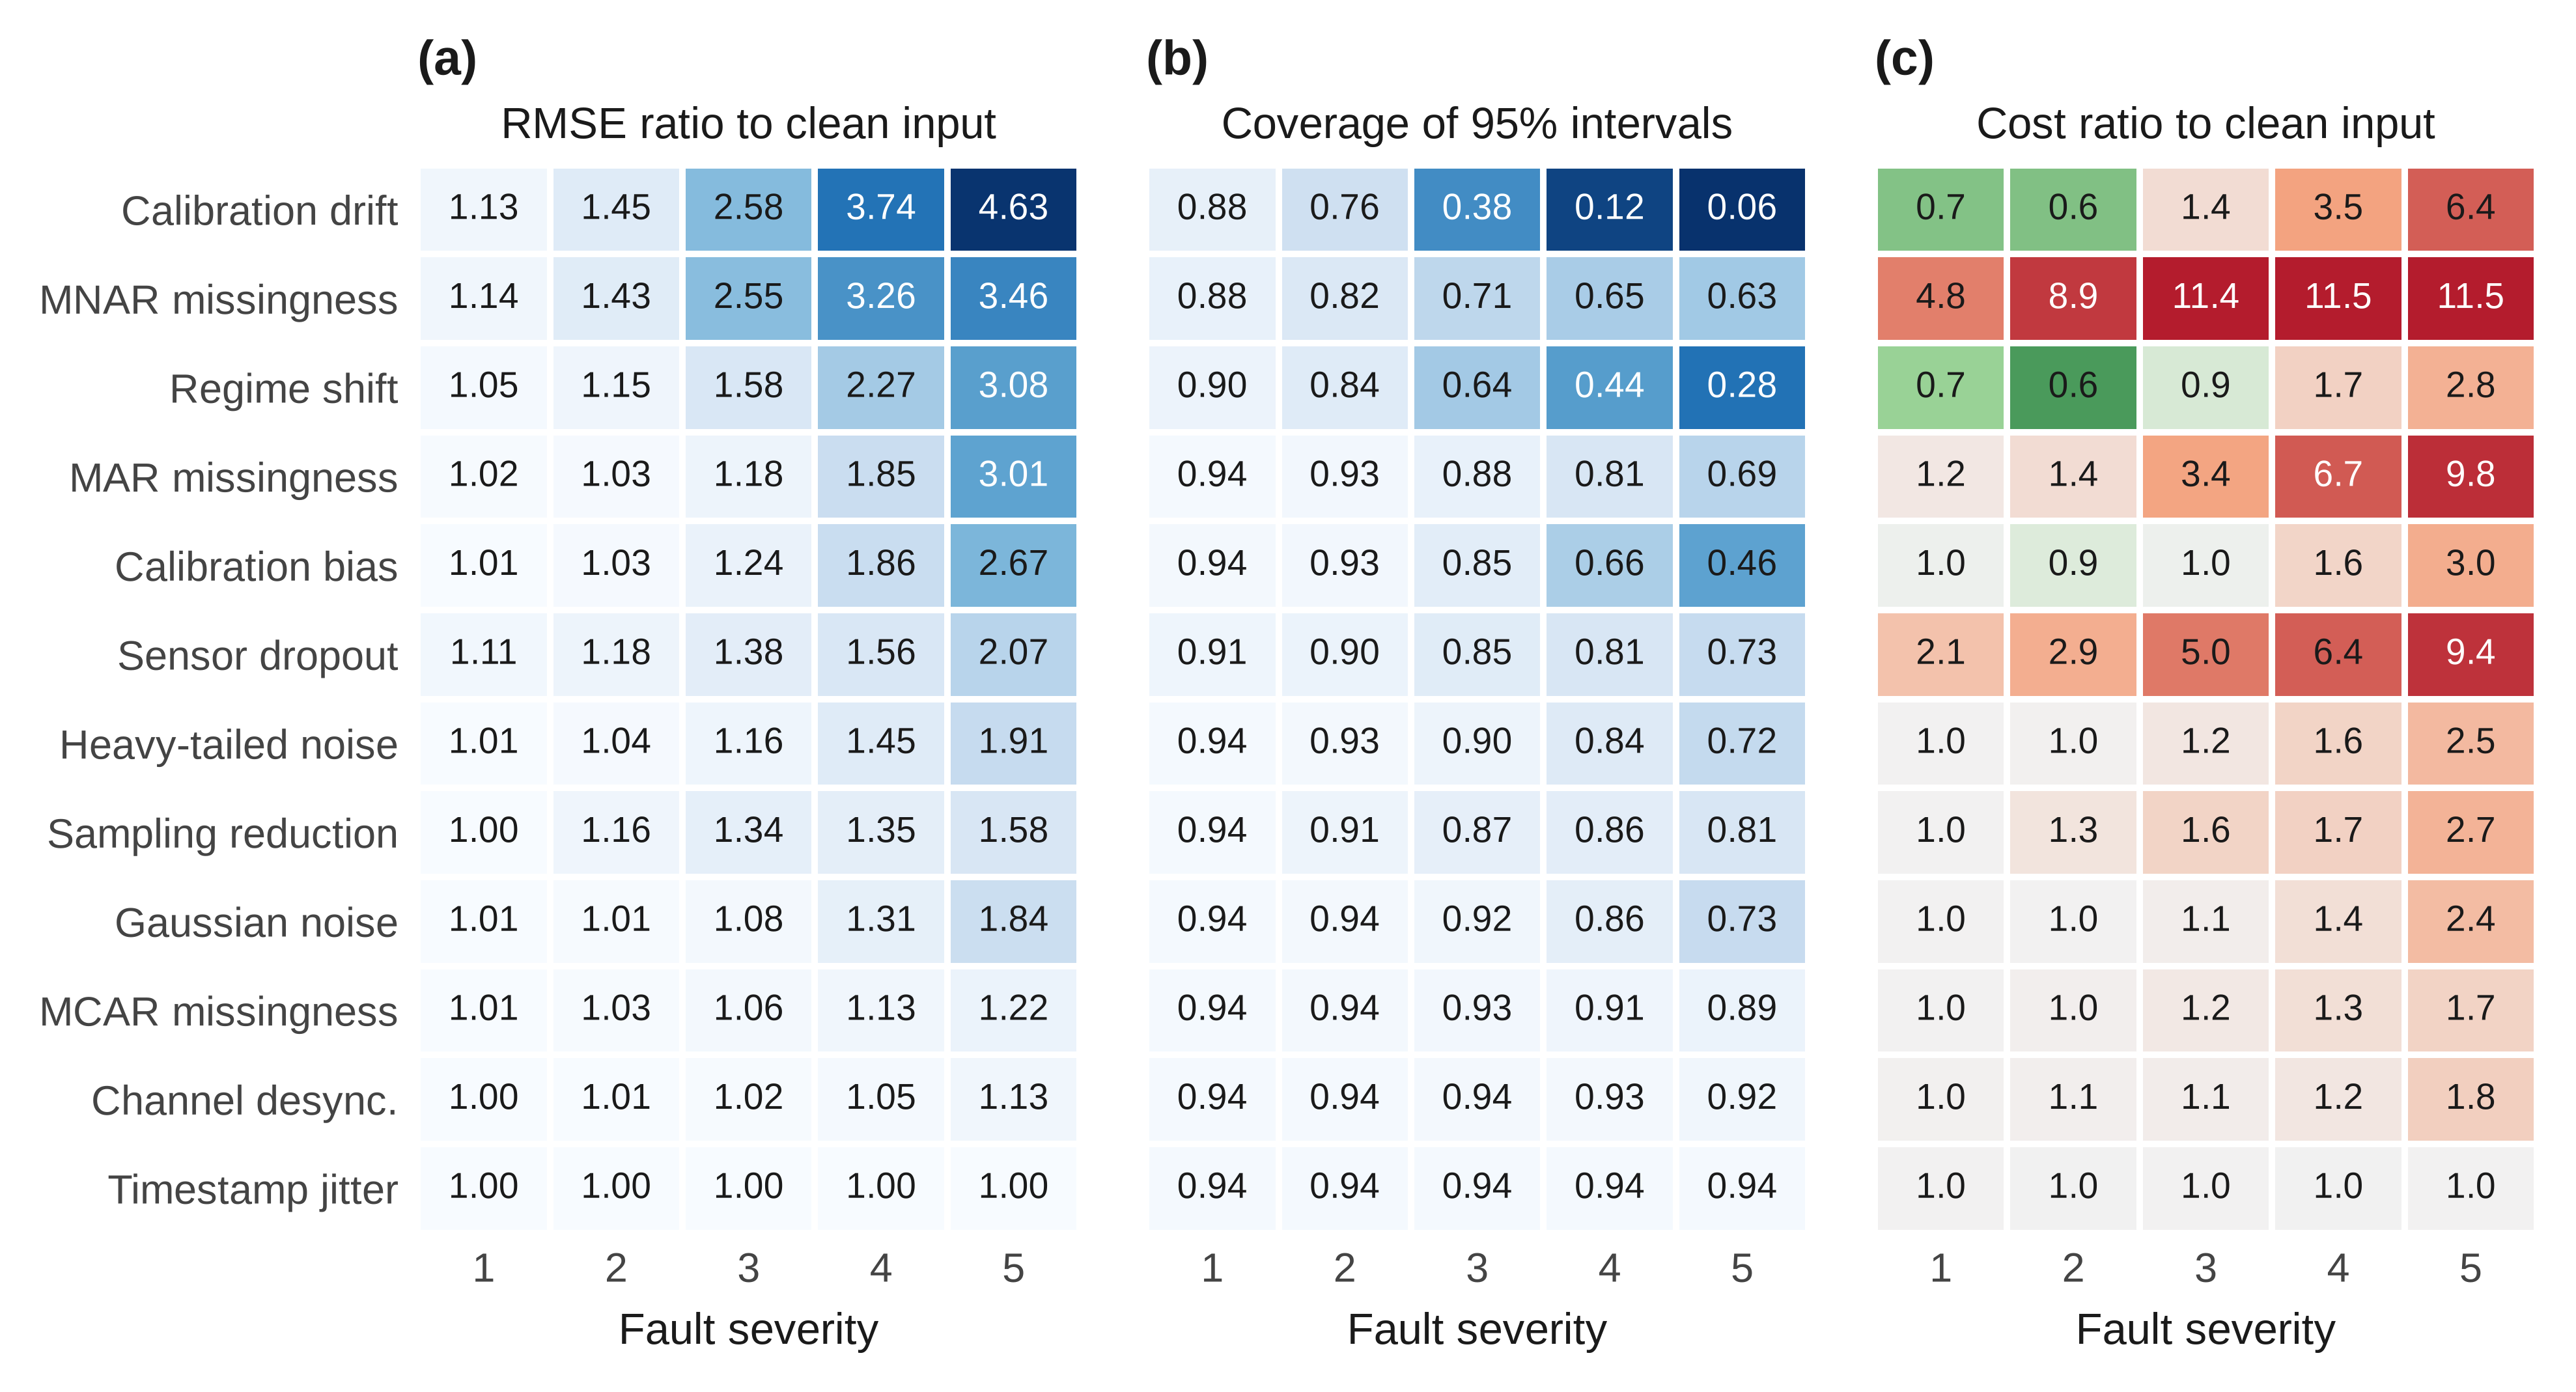 (a) (b) (c)
RMSE ratio to clean input Coverage of 95% intervals Cost ratio to clean input
Calibration drift 1.13 1.45 2.58 3.74 4.63 0.88 0.76 0.38 0.12 0.06 0.7 0.6 1.4 3.5 6.4
MNAR missingness 1.14 1.43 2.55 3.26 3.46 0.88 0.82 0.71 0.65 0.63 4.8 8.9 11.4 11.5 11.5
Regime shift 1.05 1.15 1.58 2.27 3.08 0.90 0.84 0.64 0.44 0.28 0.7 0.6 0.9 1.7 2.8
MAR missingness 1.02 1.03 1.18 1.85 3.01 0.94 0.93 0.88 0.81 0.69 1.2 1.4 3.4 6.7 9.8
Calibration bias 1.01 1.03 1.24 1.86 2.67 0.94 0.93 0.85 0.66 0.46 1.0 0.9 1.0 1.6 3.0
Sensor dropout 1.11 1.18 1.38 1.56 2.07 0.91 0.90 0.85 0.81 0.73 2.1 2.9 5.0 6.4 9.4
Heavy-tailed noise 1.01 1.04 1.16 1.45 1.91 0.94 0.93 0.90 0.84 0.72 1.0 1.0 1.2 1.6 2.5
Sampling reduction 1.00 1.16 1.34 1.35 1.58 0.94 0.91 0.87 0.86 0.81 1.0 1.3 1.6 1.7 2.7
Gaussian noise 1.01 1.01 1.08 1.31 1.84 0.94 0.94 0.92 0.86 0.73 1.0 1.0 1.1 1.4 2.4
MCAR missingness 1.01 1.03 1.06 1.13 1.22 0.94 0.94 0.93 0.91 0.89 1.0 1.0 1.2 1.3 1.7
Channel desync. 1.00 1.01 1.02 1.05 1.13 0.94 0.94 0.94 0.93 0.92 1.0 1.1 1.1 1.2 1.8
Timestamp jitter 1.00 1.00 1.00 1.00 1.00 0.94 0.94 0.94 0.94 0.94 1.0 1.0 1.0 1.0 1.0
1 2 3 4 5 1 2 3 4 5 1 2 3 4 5
Fault severity Fault severity Fault severity